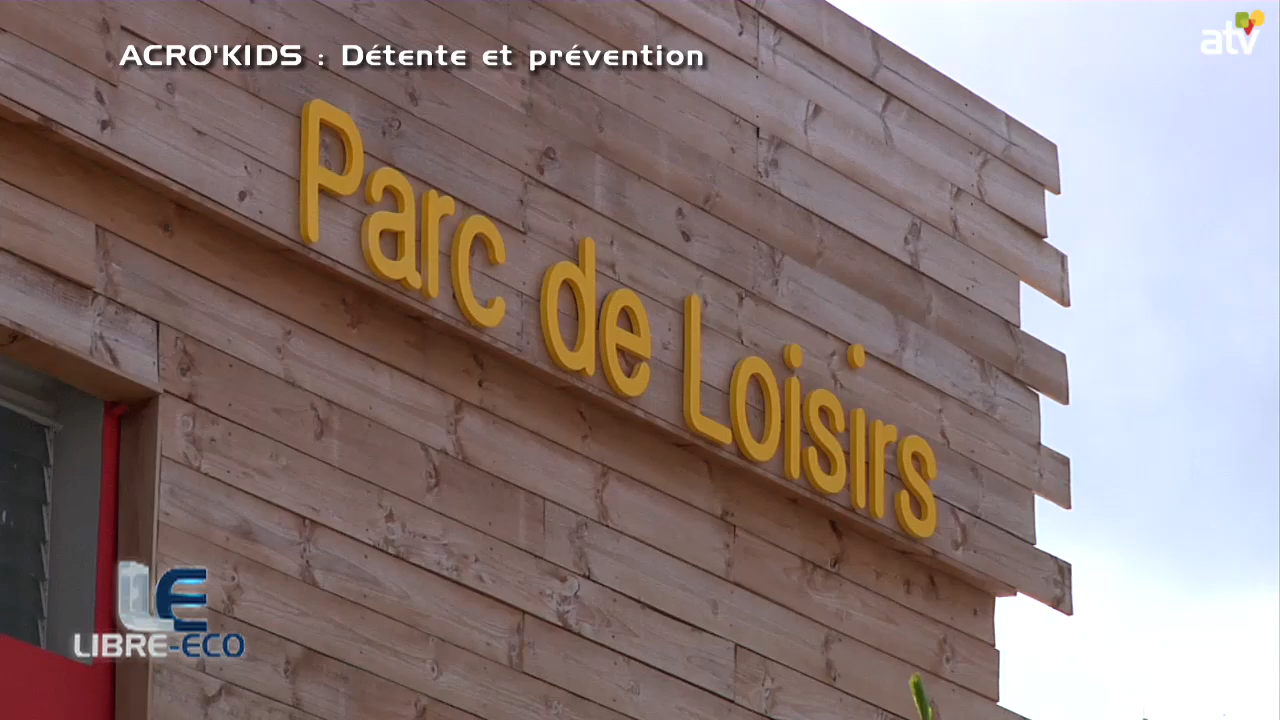 ACRO'KIDS : Détente et prévention
atv
Parc de Loisirs
LE
LIBRE-ECO